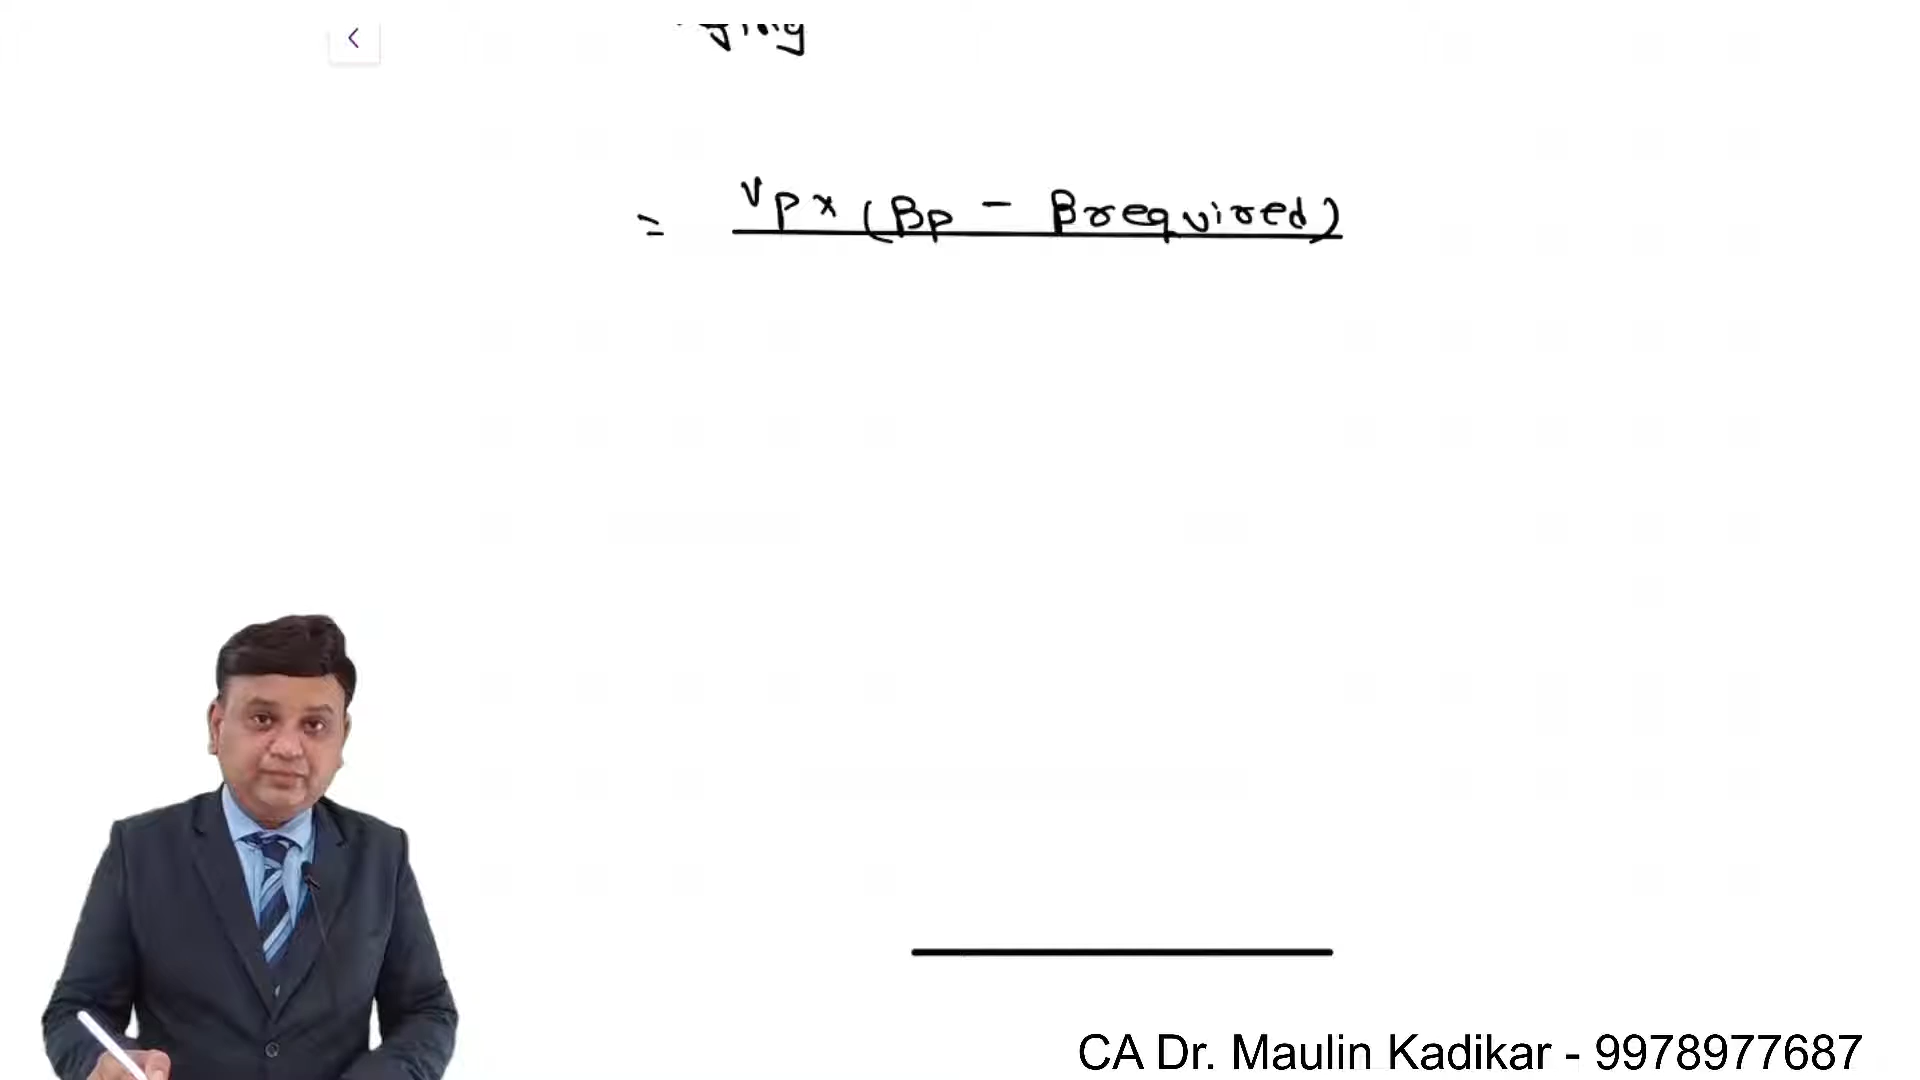 = Vp x (βp - βrequired)
CA Dr. Maulin Kadikar - 9978977687